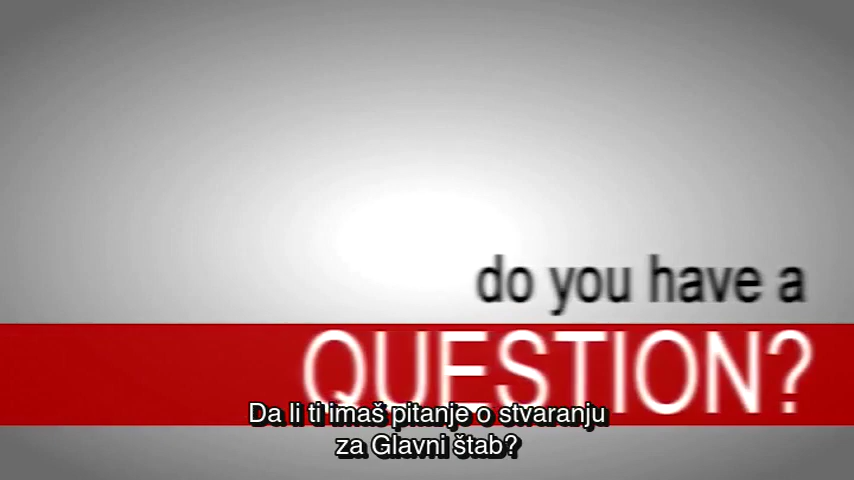 do you have a
QUESTION?
Da li ti imaš pitanje o stvaranju
za Glavni štab?